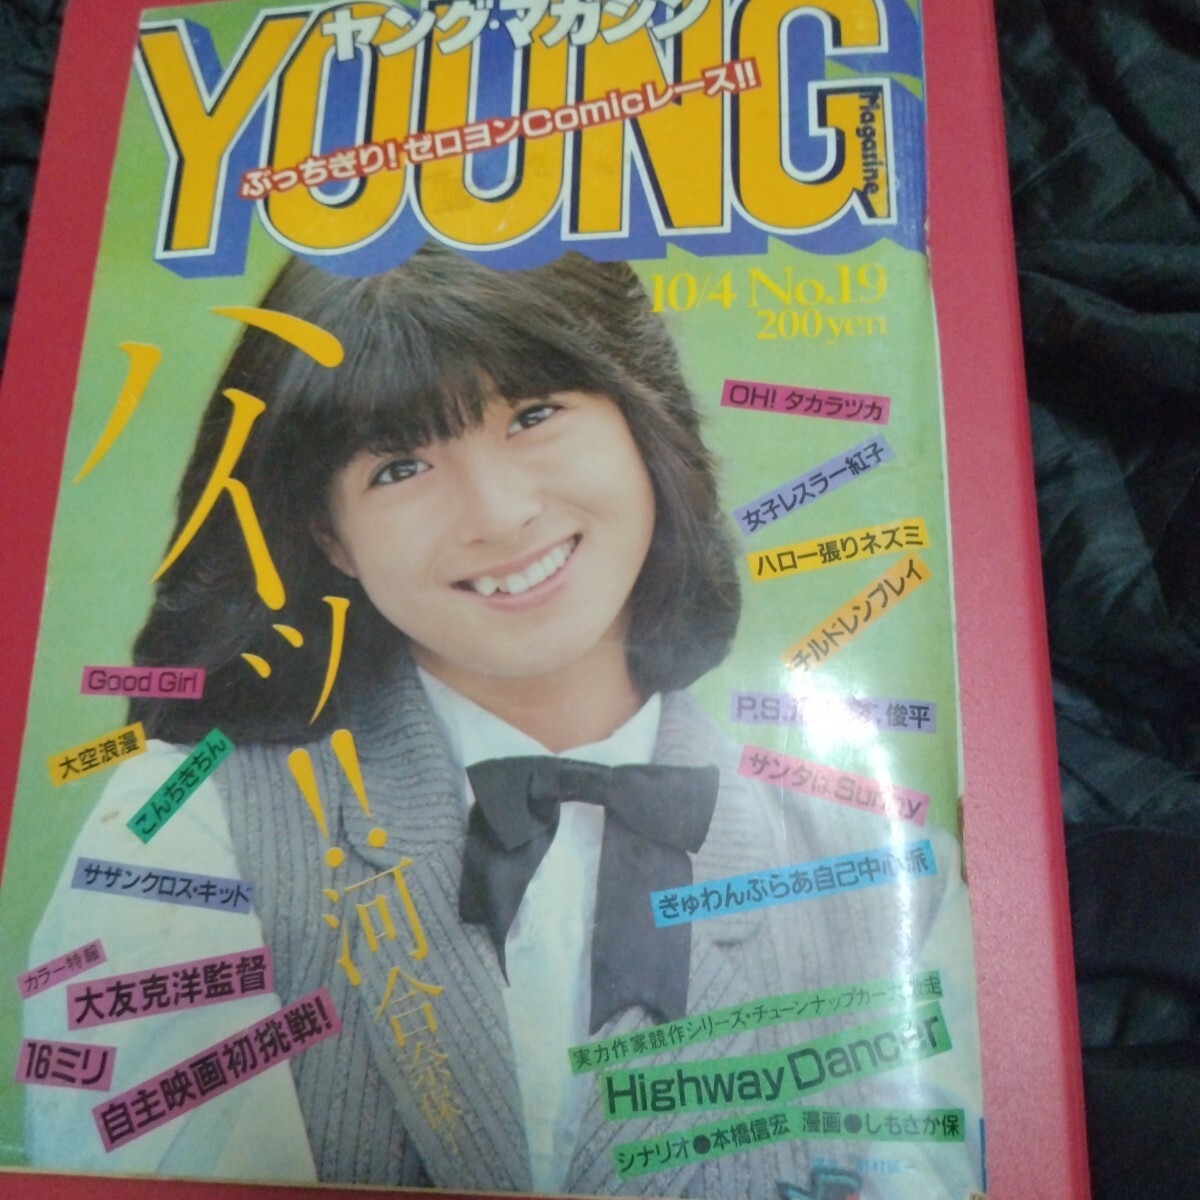 ヤング・マガジン
YOUNG
Magazine
ぶっちぎり!ゼロヨンComicレース!!
10/4 No.19
200yen
ハイッ!!河合奈保子
OH! タカラヅカ
女子レスラー紅子
ハロー張りネズミ
チルドレンプレイ
P.S.
俊平
サンタはSunny
ぎゅわんぶらあ自己中心派
Good Girl
大空浪漫
こんちきちん
サザンクロス・キッド
カラー特報
大友克洋監督
16ミリ
自主映画初挑戦!
実力作家競作シリーズ・チューンナップカー大激走
Highway Dancer
シナリオ●本橋信宏 漫画●しもさか保